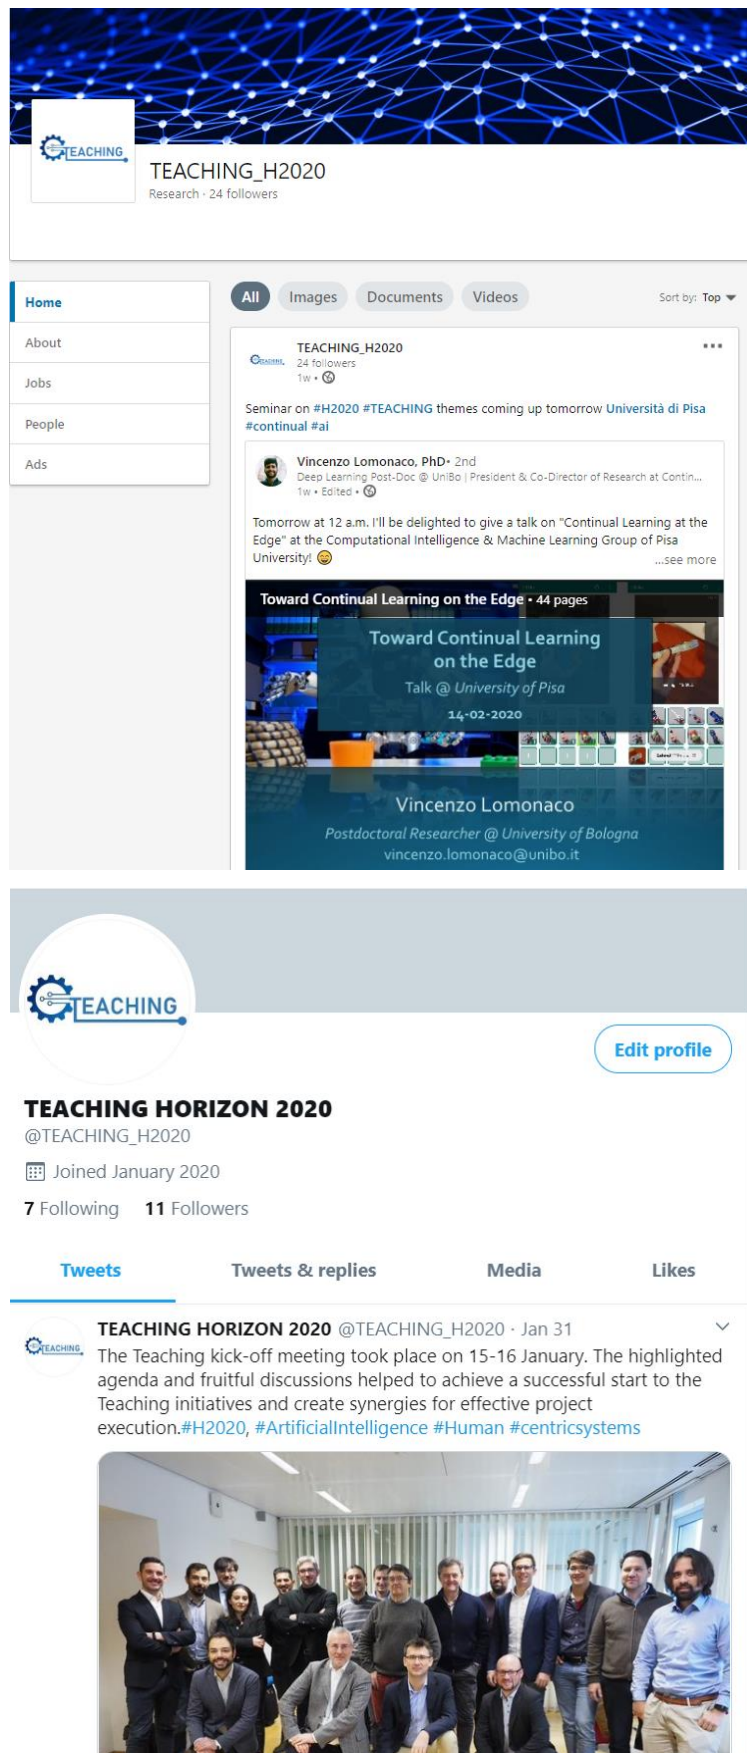 TEACHING
TEACHING_H2020
Research · 24 followers
Home
About
Jobs
People
Ads
All Images Documents Videos Sort by: Top
TEACHING
TEACHING_H2020
24 followers
1w •
Seminar on #H2020 #TEACHING themes coming up tomorrow Università di Pisa
#continual #ai
Vincenzo Lomonaco, PhD• 2nd
Deep Learning Post-Doc @ UniBo | President & Co-Director of Research at Contin...
1w • Edited •
Tomorrow at 12 a.m. I'll be delighted to give a talk on "Continual Learning at the
Edge" at the Computational Intelligence & Machine Learning Group of Pisa
University! 😄 ...see more
Toward Continual Learning on the Edge • 44 pages
Toward Continual Learning
on the Edge
Talk @ University of Pisa
14-02-2020
Vincenzo Lomonaco
Postdoctoral Researcher @ University of Bologna
vincenzo.lomonaco@unibo.it
TEACHING
Edit profile
TEACHING HORIZON 2020
@TEACHING_H2020
Joined January 2020
7 Following 11 Followers
Tweets Tweets & replies Media Likes
TEACHING
TEACHING HORIZON 2020 @TEACHING_H2020 · Jan 31
The Teaching kick-off meeting took place on 15-16 January. The highlighted
agenda and fruitful discussions helped to achieve a successful start to the
Teaching initiatives and create synergies for effective project
execution.#H2020, #ArtificialIntelligence #Human #centricsystems